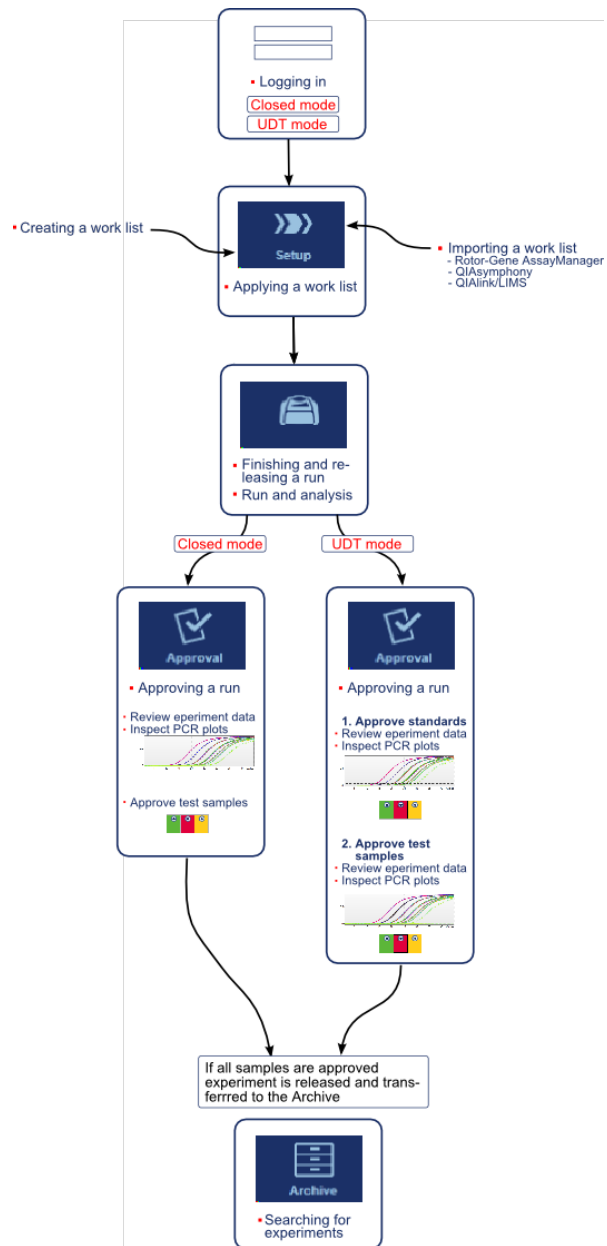 Logging in
Closed mode
UDT mode
Creating a work list
Setup
Applying a work list
Importing a work list
- Rotor-Gene AssayManager
- QIAsymphony
- QIAlink/LIMS
Finishing and re-
leasing a run
Run and analysis
Closed mode
UDT mode
Approval
Approving a run
Review eperiment data
Inspect PCR plots
Approve test samples
Approval
Approving a run
1. Approve standards
Review eperiment data
Inspect PCR plots
2. Approve test
samples
Review eperiment data
Inspect PCR plots
If all samples are approved
experiment is released and trans-
ferrred to the Archive
Archive
Searching for
experiments